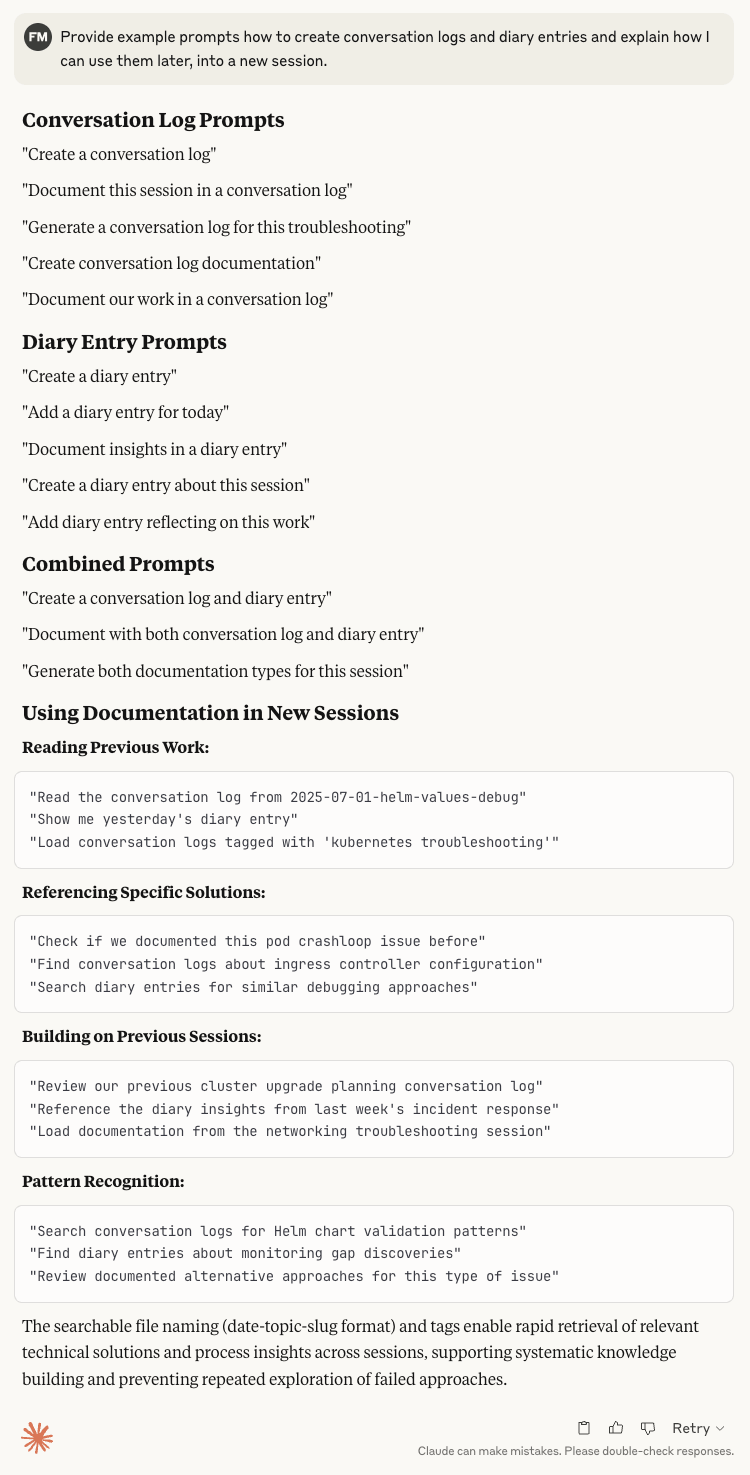 FM
Provide example prompts how to create conversation logs and diary entries and explain how I
can use them later, into a new session.
Conversation Log Prompts
"Create a conversation log"
"Document this session in a conversation log"
"Generate a conversation log for this troubleshooting"
"Create conversation log documentation"
"Document our work in a conversation log"
Diary Entry Prompts
"Create a diary entry"
"Add a diary entry for today"
"Document insights in a diary entry"
"Create a diary entry about this session"
"Add diary entry reflecting on this work"
Combined Prompts
"Create a conversation log and diary entry"
"Document with both conversation log and diary entry"
"Generate both documentation types for this session"
Using Documentation in New Sessions
Reading Previous Work:
"Read the conversation log from 2025-07-01-helm-values-debug"
"Show me yesterday's diary entry"
"Load conversation logs tagged with 'kubernetes troubleshooting'"
Referencing Specific Solutions:
"Check if we documented this pod crashloop issue before"
"Find conversation logs about ingress controller configuration"
"Search diary entries for similar debugging approaches"
Building on Previous Sessions:
"Review our previous cluster upgrade planning conversation log"
"Reference the diary insights from last week's incident response"
"Load documentation from the networking troubleshooting session"
Pattern Recognition:
"Search conversation logs for Helm chart validation patterns"
"Find diary entries about monitoring gap discoveries"
"Review documented alternative approaches for this type of issue"
The searchable file naming (date-topic-slug format) and tags enable rapid retrieval of relevant
technical solutions and process insights across sessions, supporting systematic knowledge
building and preventing repeated exploration of failed approaches.
Retry
Claude can make mistakes. Please double-check responses.